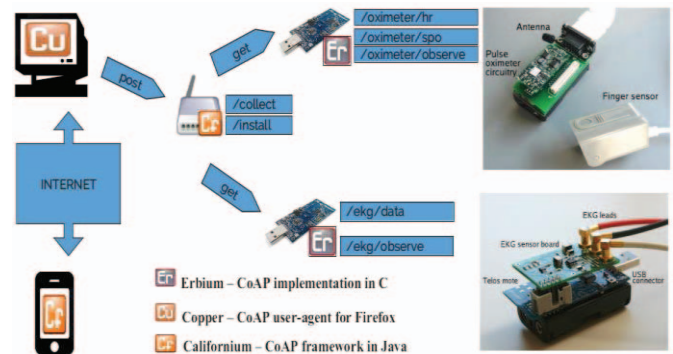 Cu
post
get
/oximeter/hr
/oximeter/spo
/oximeter/observe
Er
/collect
/install
Cf
INTERNET
get
/ekg/data
/ekg/observe
Er
Cf
Er Erbium – CoAP implementation in C
Cu Copper – CoAP user-agent for Firefox
Cf Californium – CoAP framework in Java
Antenna
Pulse
oximeter
circuitry
Finger sensor
EKG leads
EKG sensor board
Telos mote
USB
connector